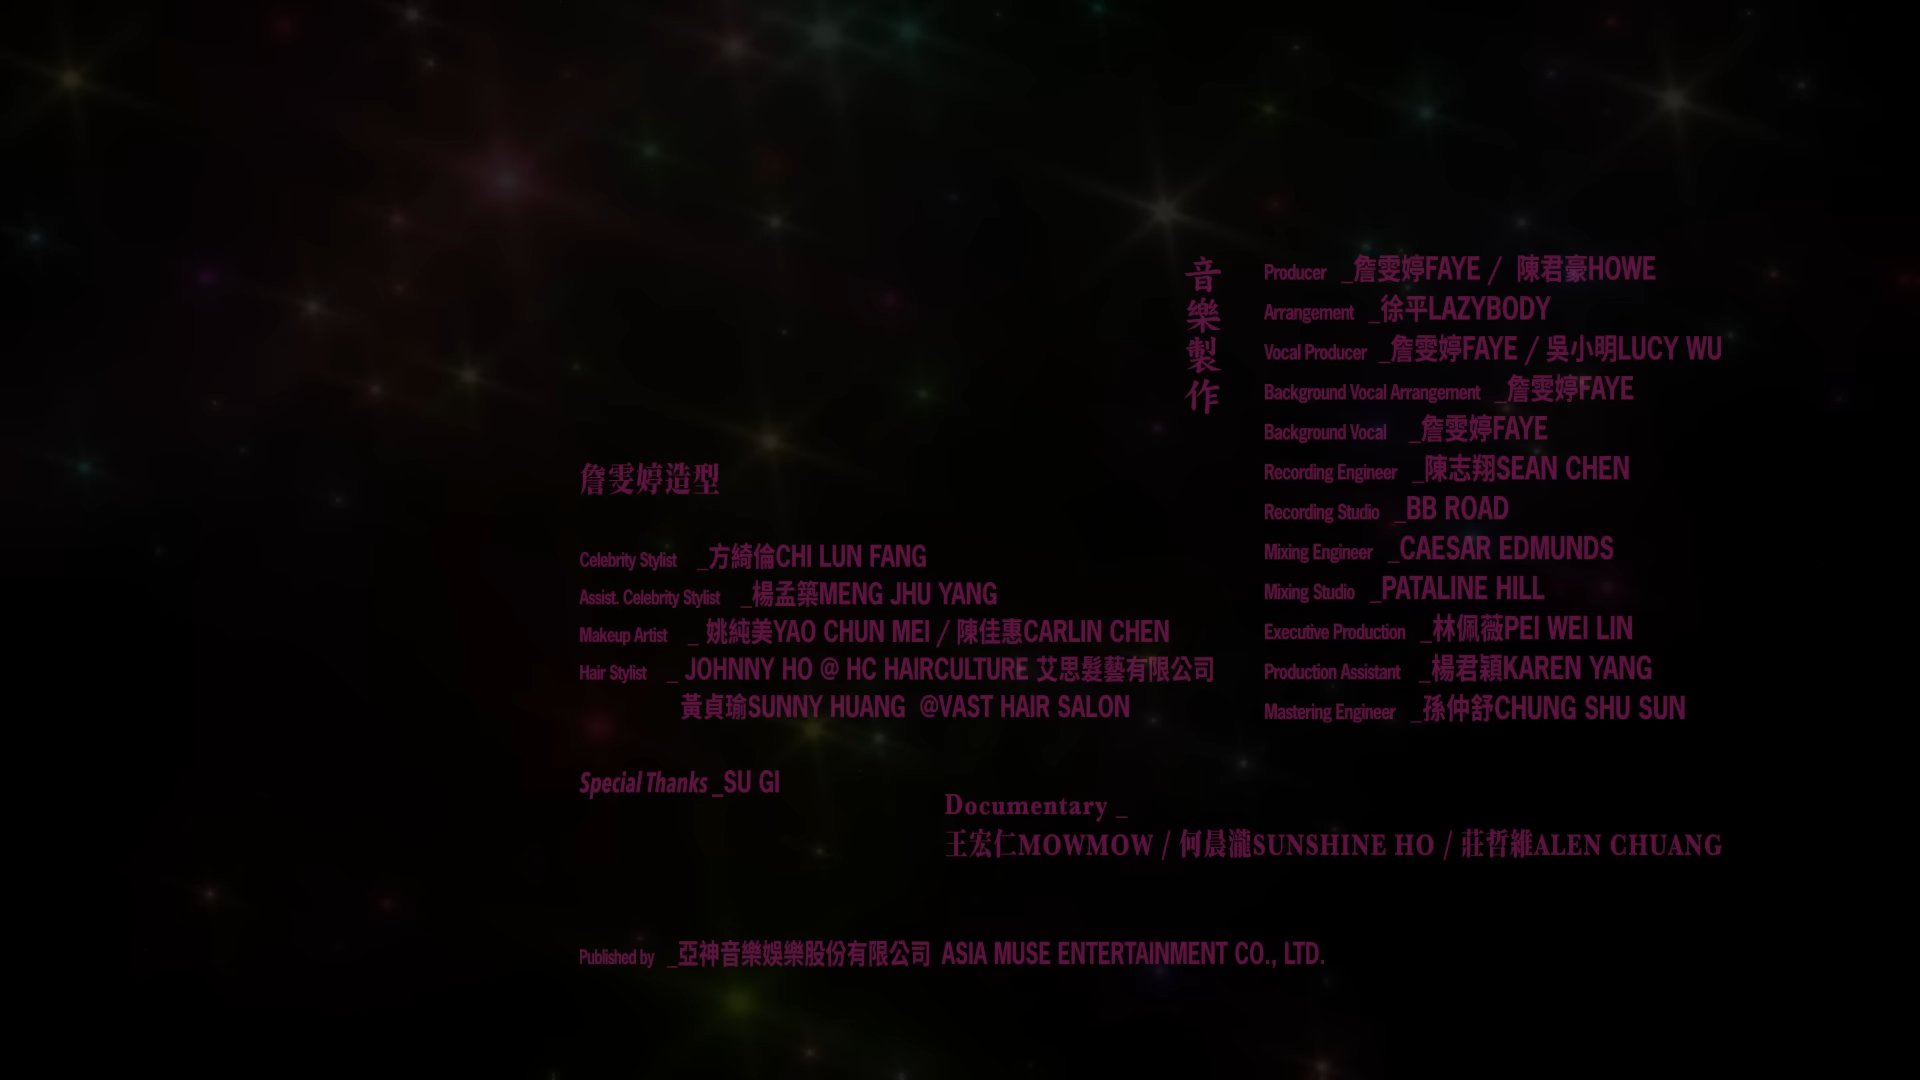 音樂製作
Producer _詹雯婷FAYE / 陳君豪HOWE
Arrangement _徐平LAZYBODY
Vocal Producer _詹雯婷FAYE / 吳小明LUCY WU
Background Vocal Arrangement _詹雯婷FAYE
Background Vocal _詹雯婷FAYE
Recording Engineer _陳志翔SEAN CHEN
Recording Studio _BB ROAD
Mixing Engineer _CAESAR EDMUNDS
Mixing Studio _PATALINE HILL
Executive Production _林佩薇PEI WEI LIN
Production Assistant _楊君穎KAREN YANG
Mastering Engineer _孫仲舒CHUNG SHU SUN
詹雯婷造型
Celebrity Stylist _方綺倫CHI LUN FANG
Assist. Celebrity Stylist _楊孟築MENG JHU YANG
Makeup Artist _ 姚純美YAO CHUN MEI / 陳佳惠CARLIN CHEN
Hair Stylist _ JOHNNY HO @ HC HAIRCULTURE 艾思髮藝有限公司
黃貞瑜SUNNY HUANG @VAST HAIR SALON
Special Thanks _SU GI
Documentary _
王宏仁MOWMOW / 何晨瀧SUNSHINE HO / 莊哲維ALEN CHUANG
Published by _亞神音樂娛樂股份有限公司 ASIA MUSE ENTERTAINMENT CO., LTD.